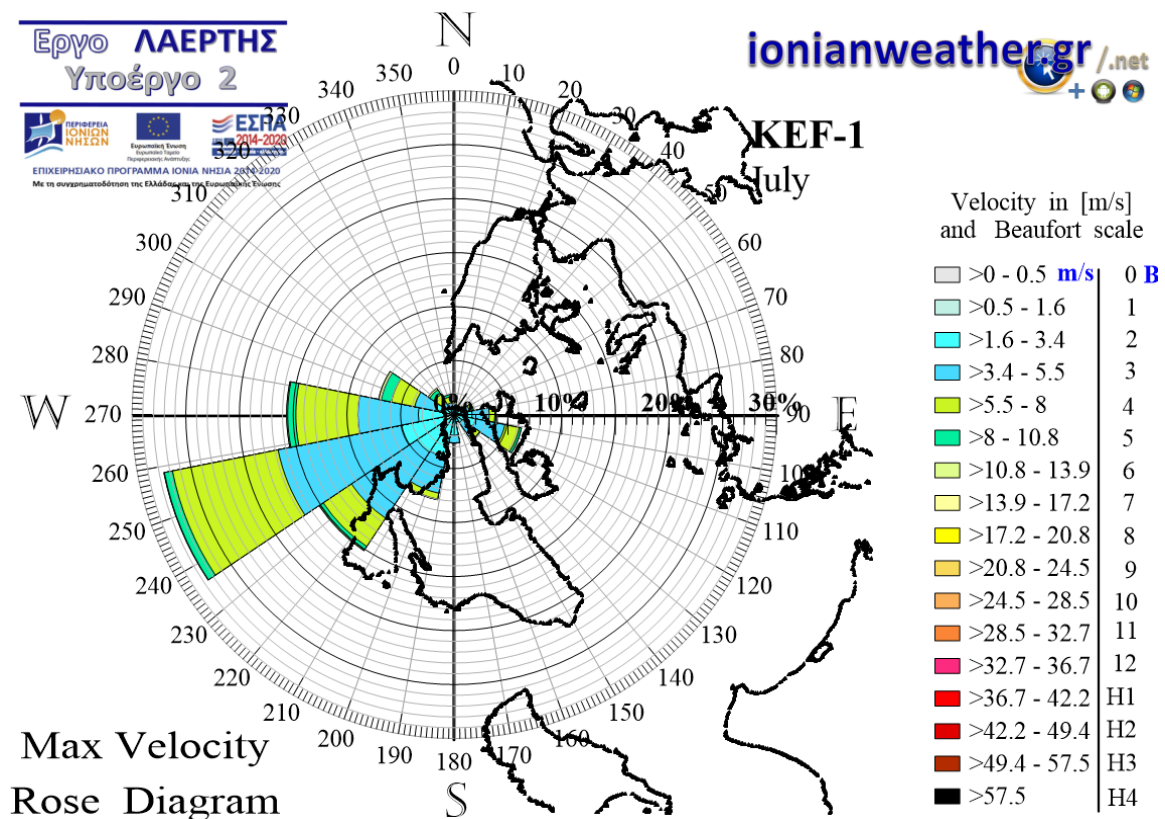 Εργο ΛΑΕΡΤΗΣ
Υποέργο 2
ΠΕΡΙΦΕΡΕΙΑ
ΙΟΝΙΩΝ
ΝΗΣΙΩΝ
Ευρωπαϊκή Ένωση
Ευρωπαϊκό Ταμείο
Περιφερειακής Ανάπτυξης
ΕΣΠΑ
2014-2020
ΕΠΙΧΕΙΡΗΣΙΑΚΟ ΠΡΟΓΡΑΜΜΑ ΙΟΝΙΑ ΝΗΣΙΑ 2014-2020
Με τη συγχρηματοδότηση της Ελλάδας και της Ευρωπαϊκής Ένωσης
ionianweather.gr /.net
KEF-1
July
N
0
10
20
30
40
50
60
70
80
90
E
100
110
120
130
140
150
160
170
180
S
190
200
210
220
230
240
250
260
270
W
280
290
300
310
320
330
340
350
0%
10%
20%
30%
Velocity in [m/s]
and Beaufort scale
>0 - 0.5 m/s 0 B
>0.5 - 1.6 1
>1.6 - 3.4 2
>3.4 - 5.5 3
>5.5 - 8 4
>8 - 10.8 5
>10.8 - 13.9 6
>13.9 - 17.2 7
>17.2 - 20.8 8
>20.8 - 24.5 9
>24.5 - 28.5 10
>28.5 - 32.7 11
>32.7 - 36.7 12
>36.7 - 42.2 H1
>42.2 - 49.4 H2
>49.4 - 57.5 H3
>57.5 H4
Max Velocity
Rose Diagram